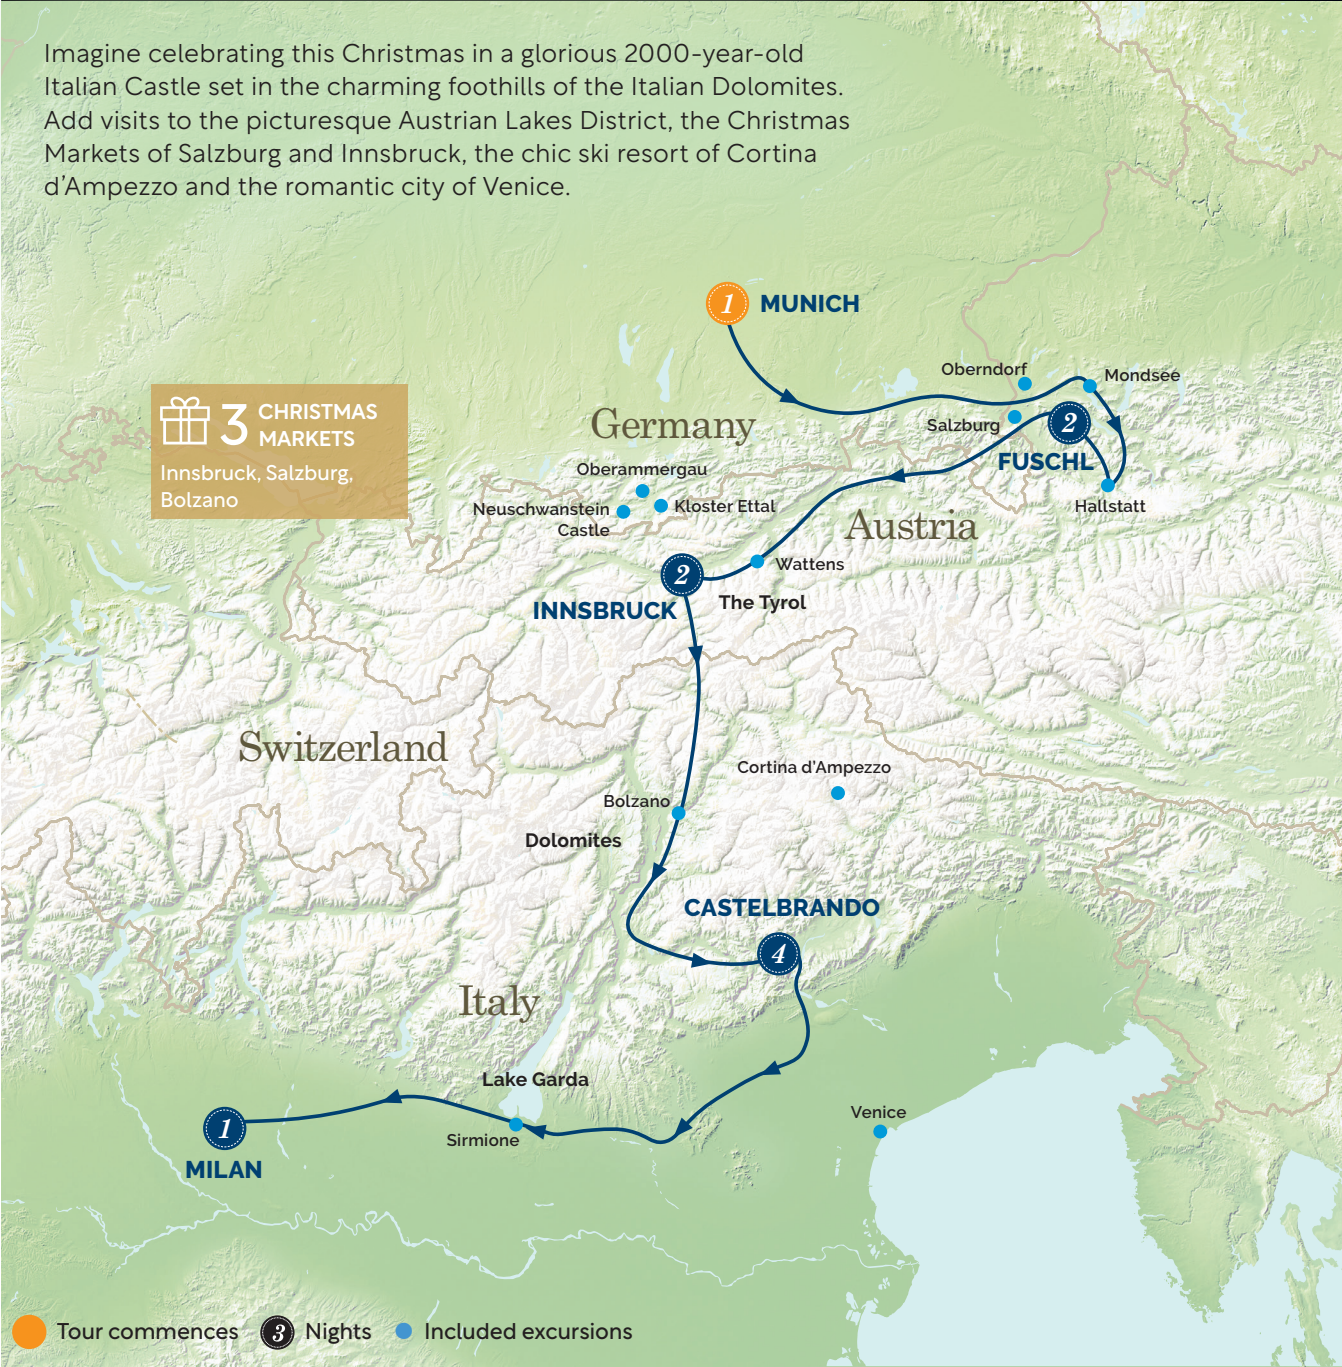 Imagine celebrating this Christmas in a glorious 2000-year-old
Italian Castle set in the charming foothills of the Italian Dolomites.
Add visits to the picturesque Austrian Lakes District, the Christmas
Markets of Salzburg and Innsbruck, the chic ski resort of Cortina
d’Ampezzo and the romantic city of Venice.
1 MUNICH
Oberndorf
Mondsee
3 CHRISTMAS
MARKETS
Innsbruck, Salzburg,
Bolzano
Germany
Salzburg
2
FUSCHL
Oberammergau
Neuschwanstein
Castle
Kloster Ettal
Hallstatt
Austria
Wattens
2
INNSBRUCK
The Tyrol
Switzerland
Cortina d’Ampezzo
Bolzano
Dolomites
CASTELBRANDO
4
Italy
Lake Garda
Venice
1
MILAN
Sirmione
Tour commences
3 Nights
Included excursions